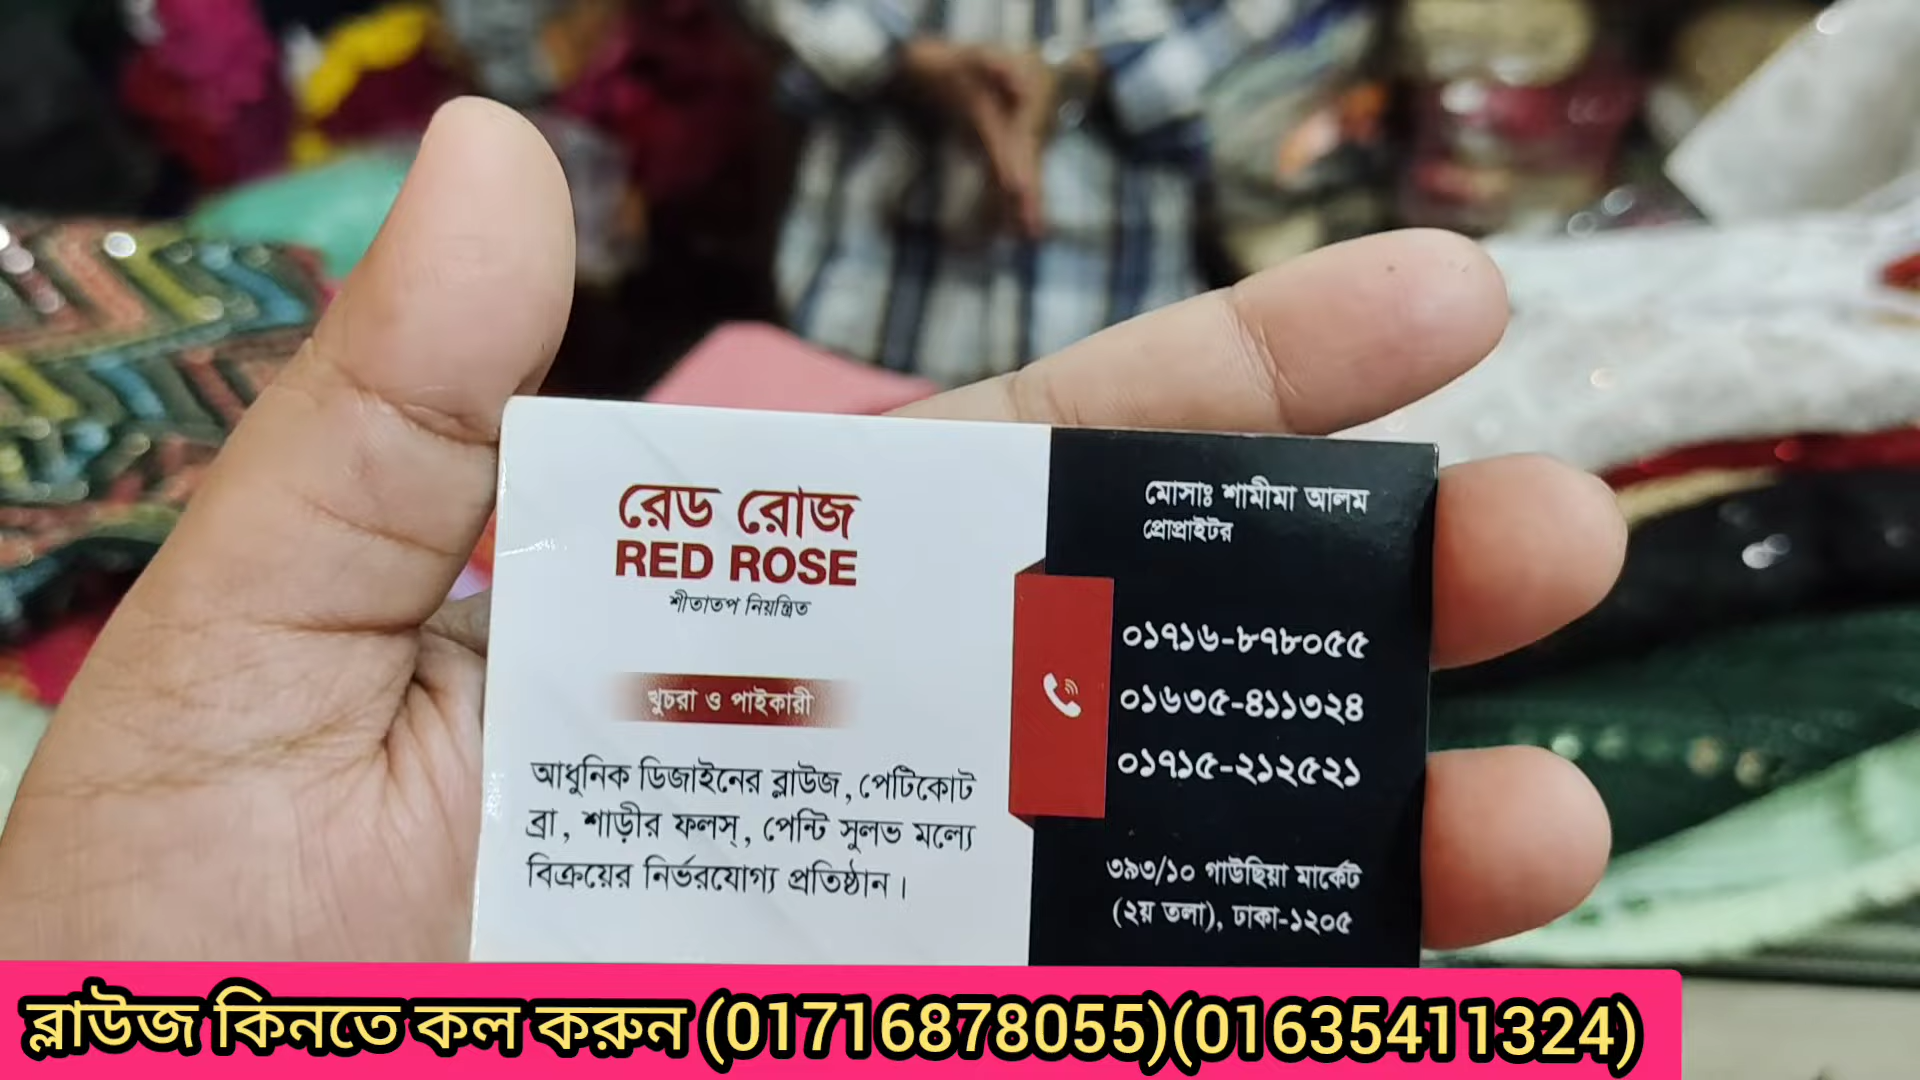 রেড রোজ
RED ROSE
শীতাতপ নিয়ন্ত্রিত
খুচরা ও পাইকারী
আধুনিক ডিজাইনের ব্লাউজ, পেটিকোট
ব্রা, শাড়ীর ফলস্, পেন্টি সুলভ মল্যে
বিক্রয়ের নির্ভরযোগ্য প্রতিষ্ঠান।
মোসাঃ শামীমা আলম
প্রোপ্রাইটর
০১৭১৬-৮৭৮০৫৫
০১৬৩৫-৪১১৩২৪
০১৭১৫-২১২৫২১
৩৯৩/১০ গাউছিয়া মার্কেট
(২য় তলা), ঢাকা-১২০৫
ব্লাউজ কিনতে কল করুন (01716878055)(01635411324)